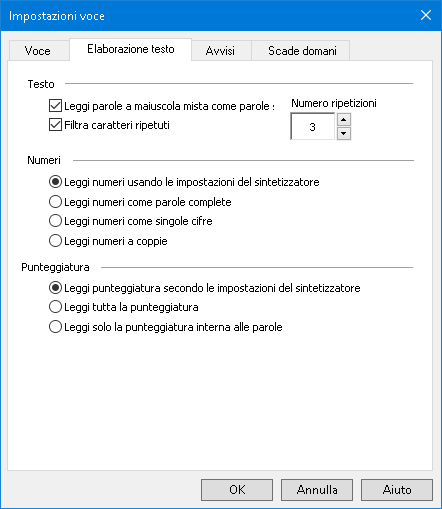 Impostazioni voce
Voce
Elaborazione testo
Avvisi
Scade domani
Testo
Leggi parole a maiuscola mista come parole :
Numero ripetizioni
Filtra caratteri ripetuti
3
Numeri
Leggi numeri usando le impostazioni del sintetizzatore
Leggi numeri come parole complete
Leggi numeri come singole cifre
Leggi numeri a coppie
Punteggiatura
Leggi punteggiatura secondo le impostazioni del sintetizzatore
Leggi tutta la punteggiatura
Leggi solo la punteggiatura interna alle parole
OK
Annulla
Aiuto